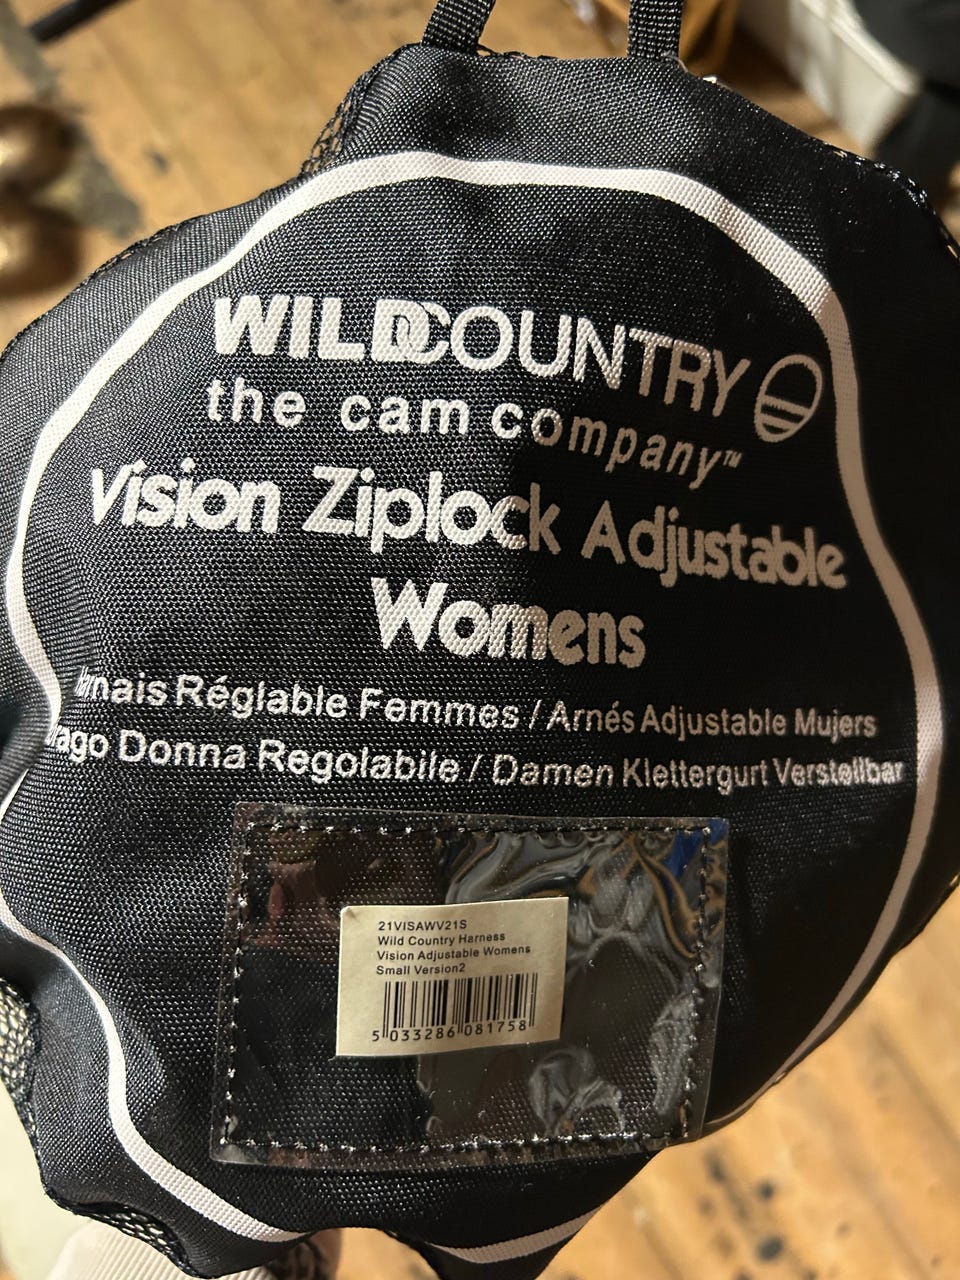 WILDCOUNTRY
the cam company™
Vision Ziplock Adjustable
Womens
Harnais Réglable Femmes / Arnés Adjustable Mujers
Donna Regolabile / Damen Klettergurt Verstellbar
21VISAWV21S
Wild Country Harness
Vision Adjustable Womens
Small Version2
5 033286 081758